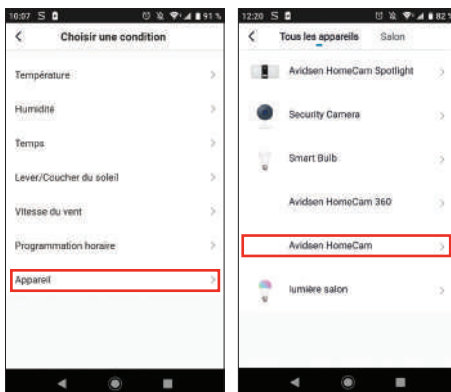 10:07 S 91 %
Choisir une condition
Température
Humidité
Temps
Lever/Coucher du soleil
Vitesse du vent
Programmation horaire
Appareil
12:20 S 82 %
Tous les appareils Salon
Avidsen HomeCam Spotlight
Security Camera
Smart Bulb
Avidsen HomeCam 360
Avidsen HomeCam
lumière salon